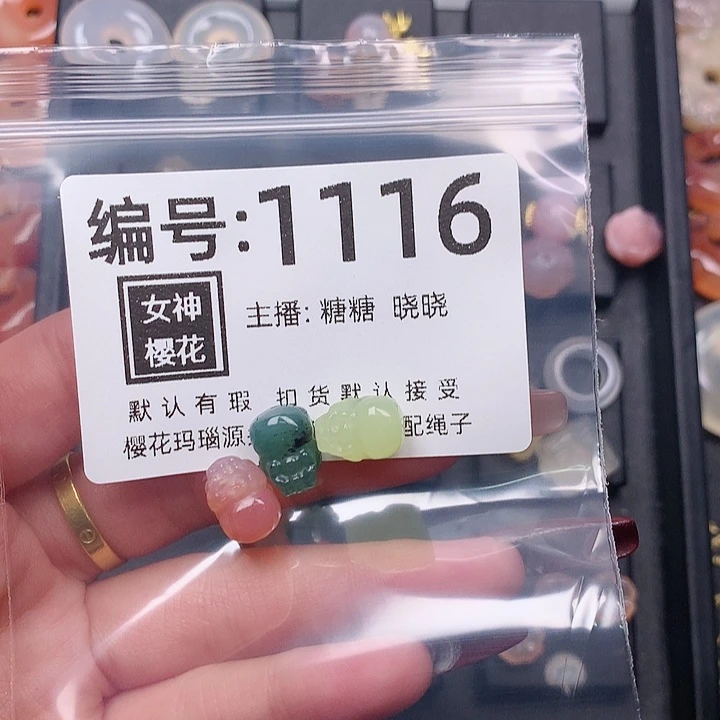 编号:1116
女神
樱花
主播: 糖糖 晓晓
默认有瑕 扣货默认接受
樱花玛瑙源 配绳子